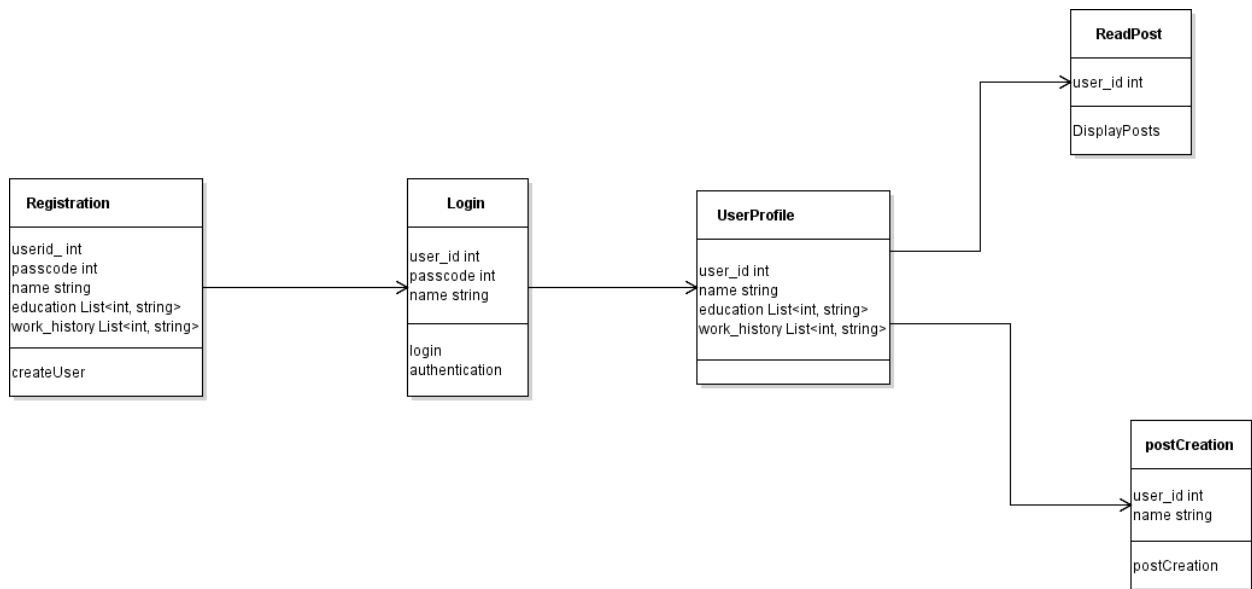 ReadPost
user_id int
DisplayPosts
Registration
userid_ int
passcode int
name string
education List<int, string>
work_history List<int, string>
createUser
Login
user_id int
passcode int
name string
login
authentication
UserProfile
user_id int
name string
education List<int, string>
work_history List<int, string>
postCreation
user_id int
name string
postCreation